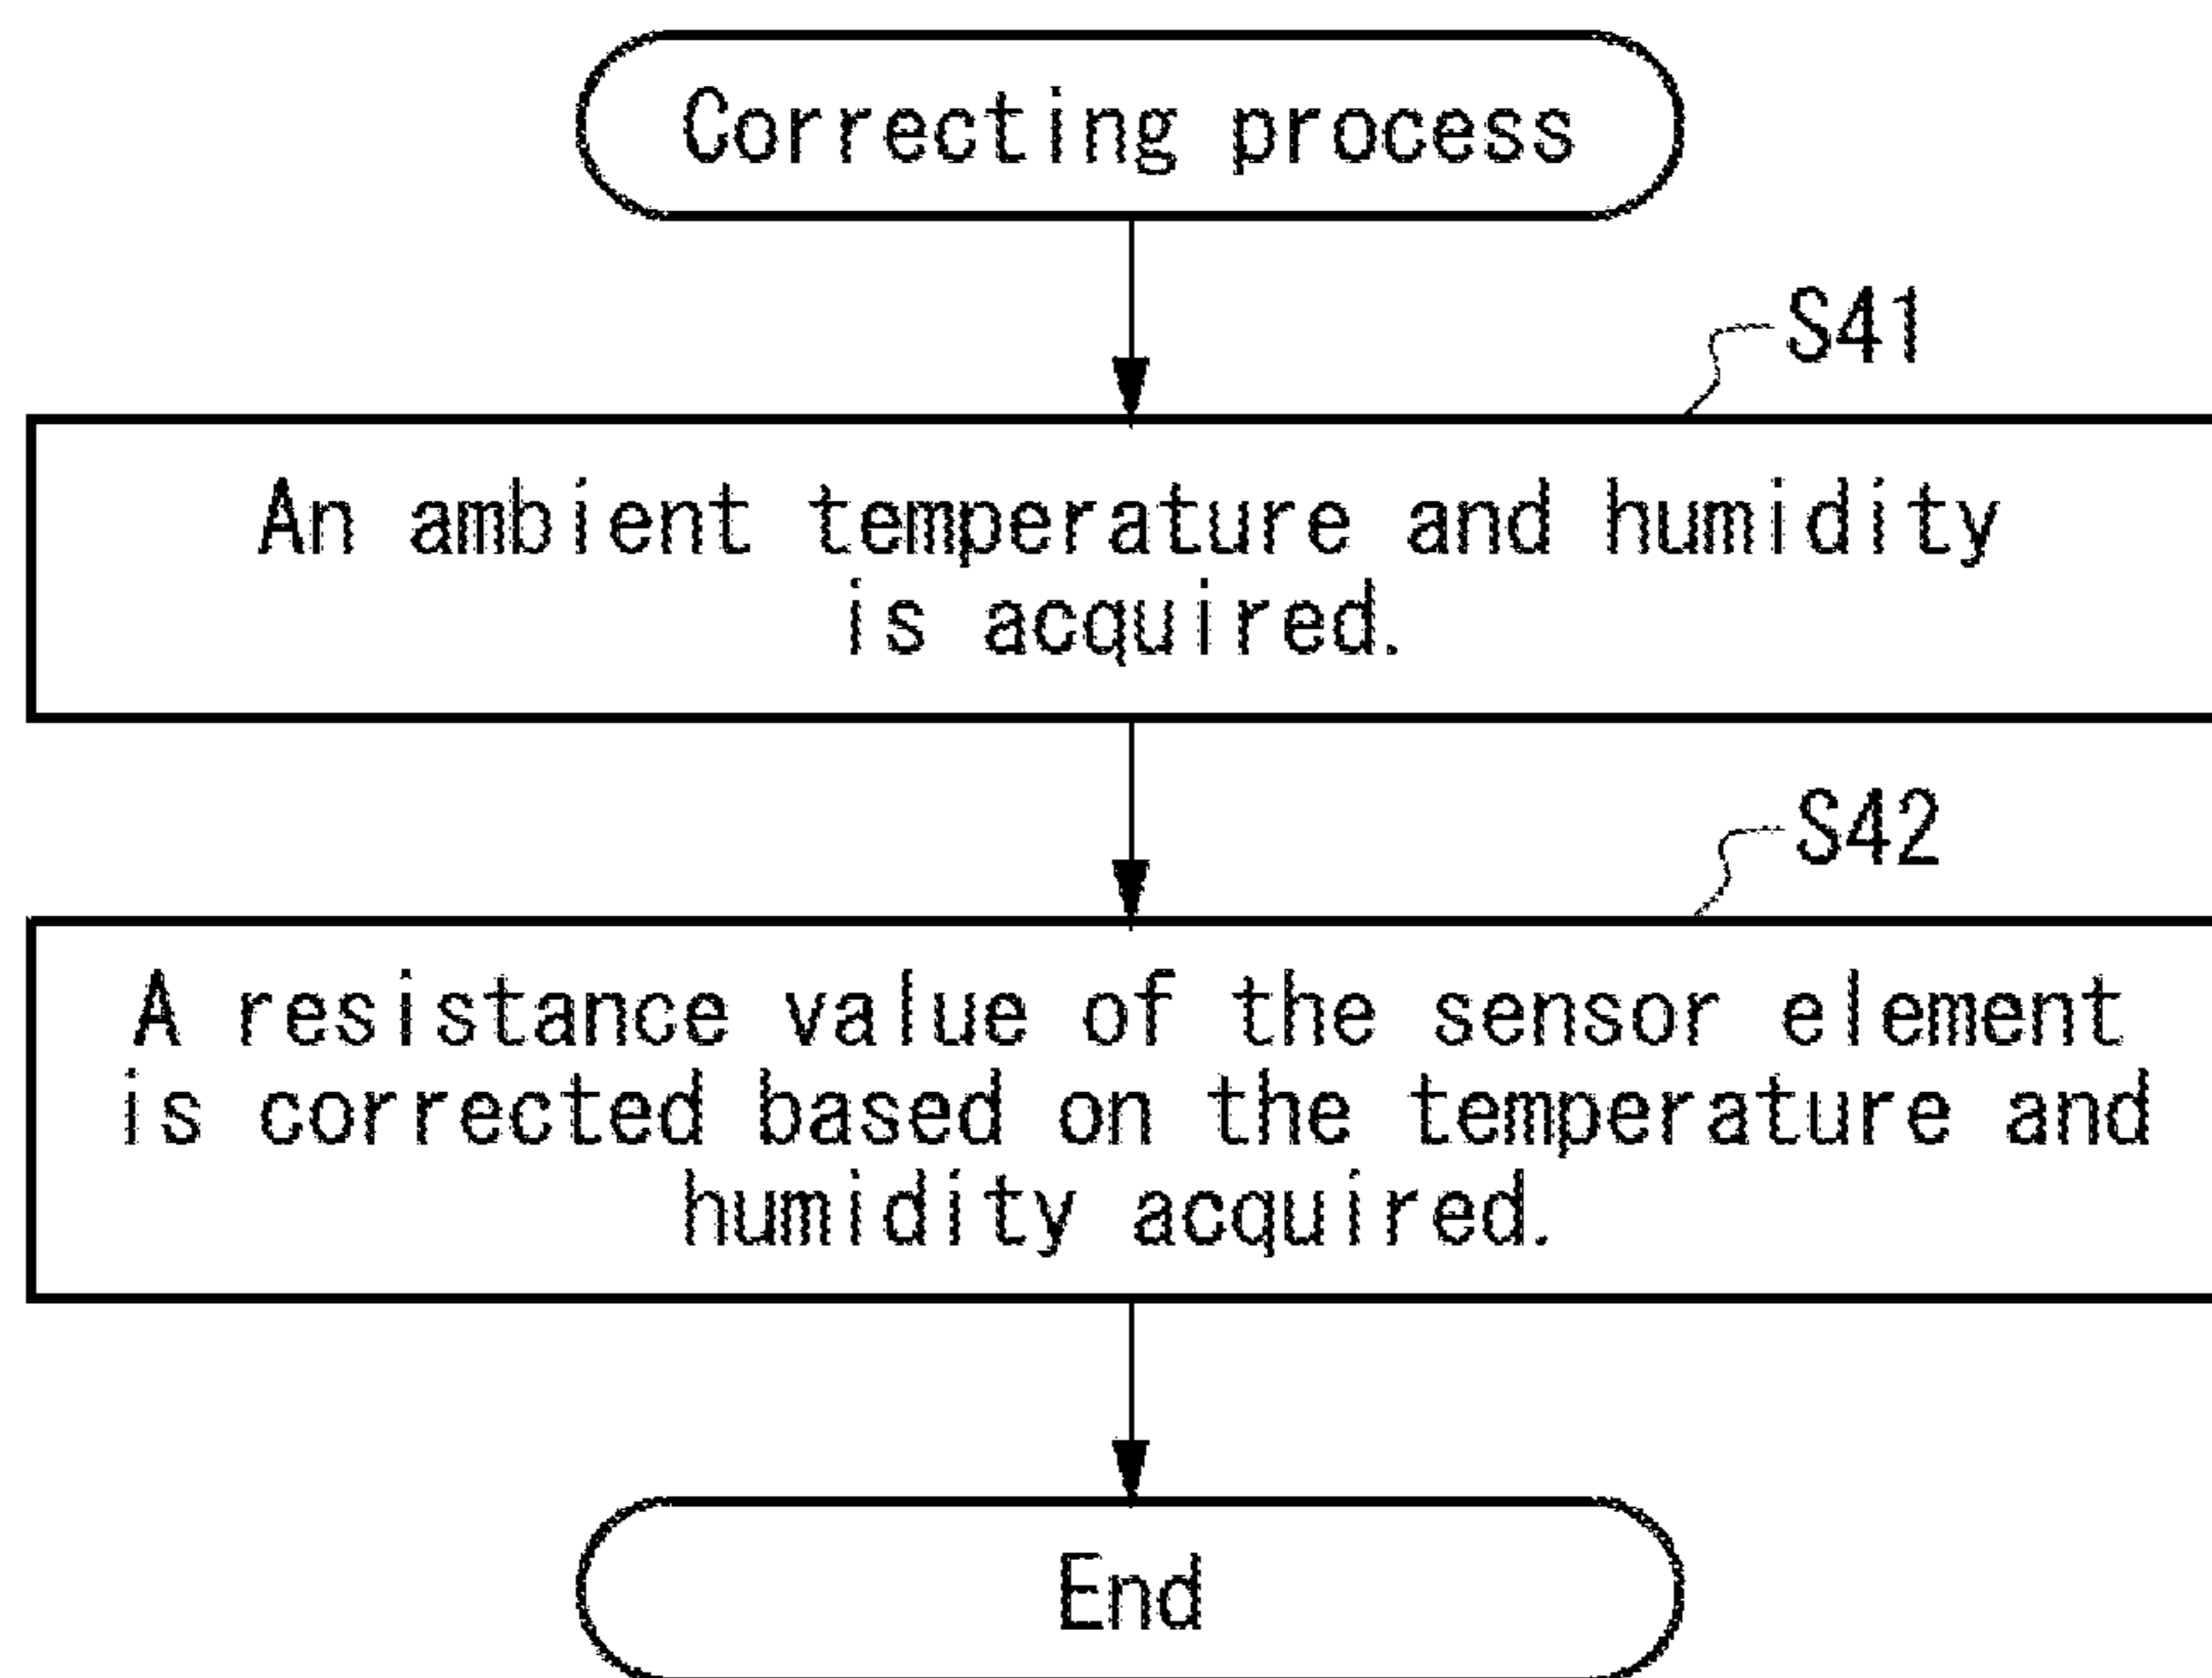 Correcting process
S41
An ambient temperature and humidity
is acquired.
S42
A resistance value of the sensor element
is corrected based on the temperature and
humidity acquired.
End